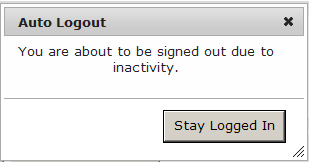 Auto Logout
You are about to be signed out due to
inactivity.
Stay Logged In